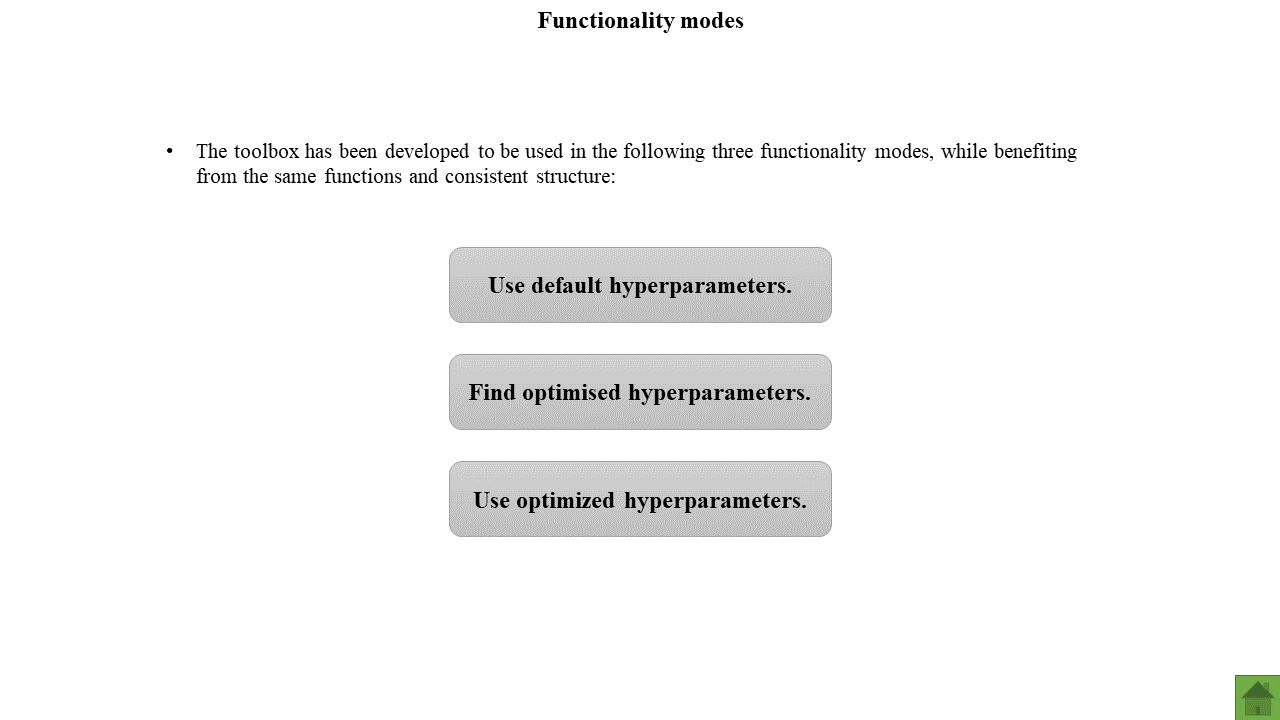 Functionality modes
• The toolbox has been developed to be used in the following three functionality modes, while benefiting
from the same functions and consistent structure:
Use default hyperparameters.
Find optimised hyperparameters.
Use optimized hyperparameters.